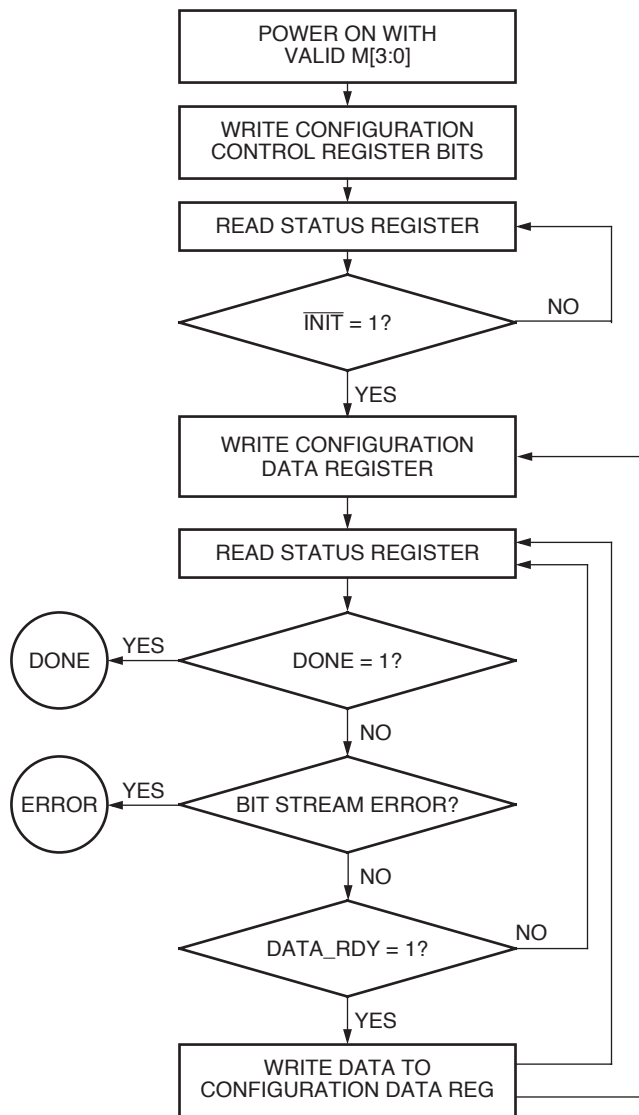 POWER ON WITH
VALID M[3:0]
WRITE CONFIGURATION
CONTROL REGISTER BITS
READ STATUS REGISTER
I̅N̅I̅T̅ = 1?
NO
YES
WRITE CONFIGURATION
DATA REGISTER
READ STATUS REGISTER
DONE
YES
DONE = 1?
NO
ERROR
YES
BIT STREAM ERROR?
NO
DATA_RDY = 1?
NO
YES
WRITE DATA TO
CONFIGURATION DATA REG